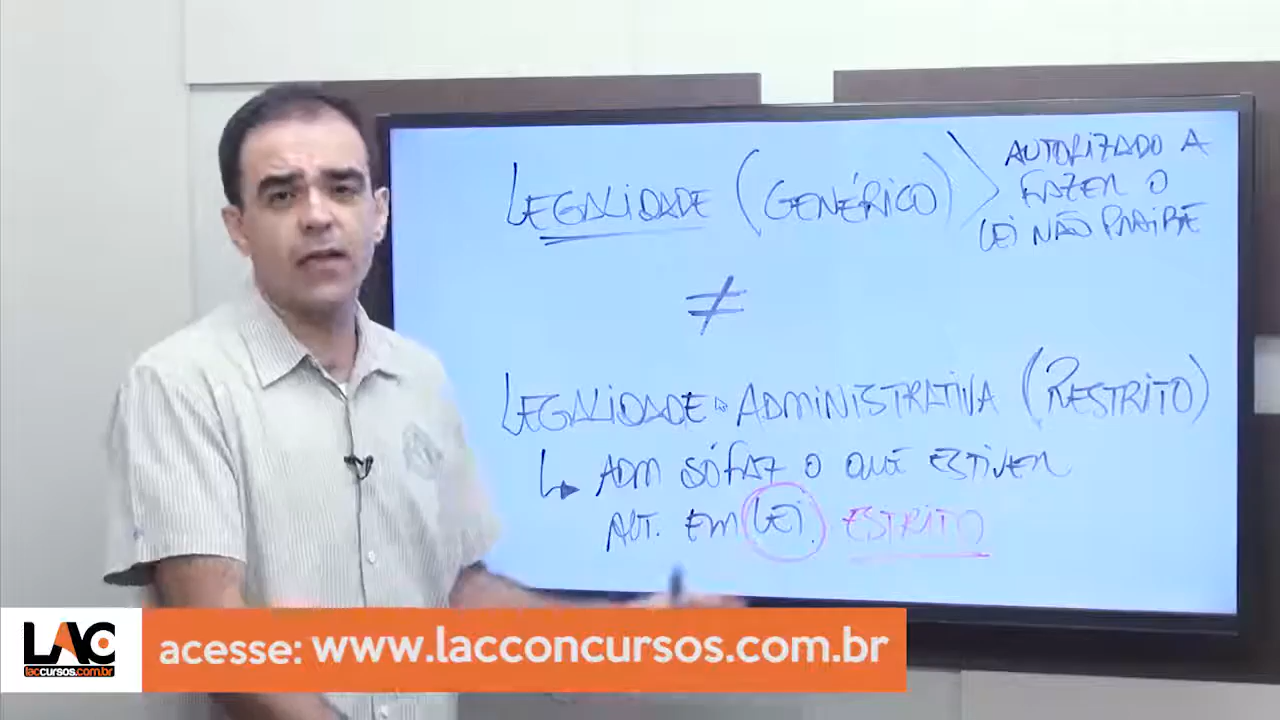 LEGALIDADE (GENÉRICO)
AUTORIZADO A
FAZER O
LEI NÃO PROIBE
≠
LEGALIDADE ADMINISTRATIVA (RESTRITO)
ADM SÓ FAZ O QUE ESTIVER
AUT. EM LEI. ESTRITO
LAC
laccursos.com.br
acesse: www.lacconcursos.com.br